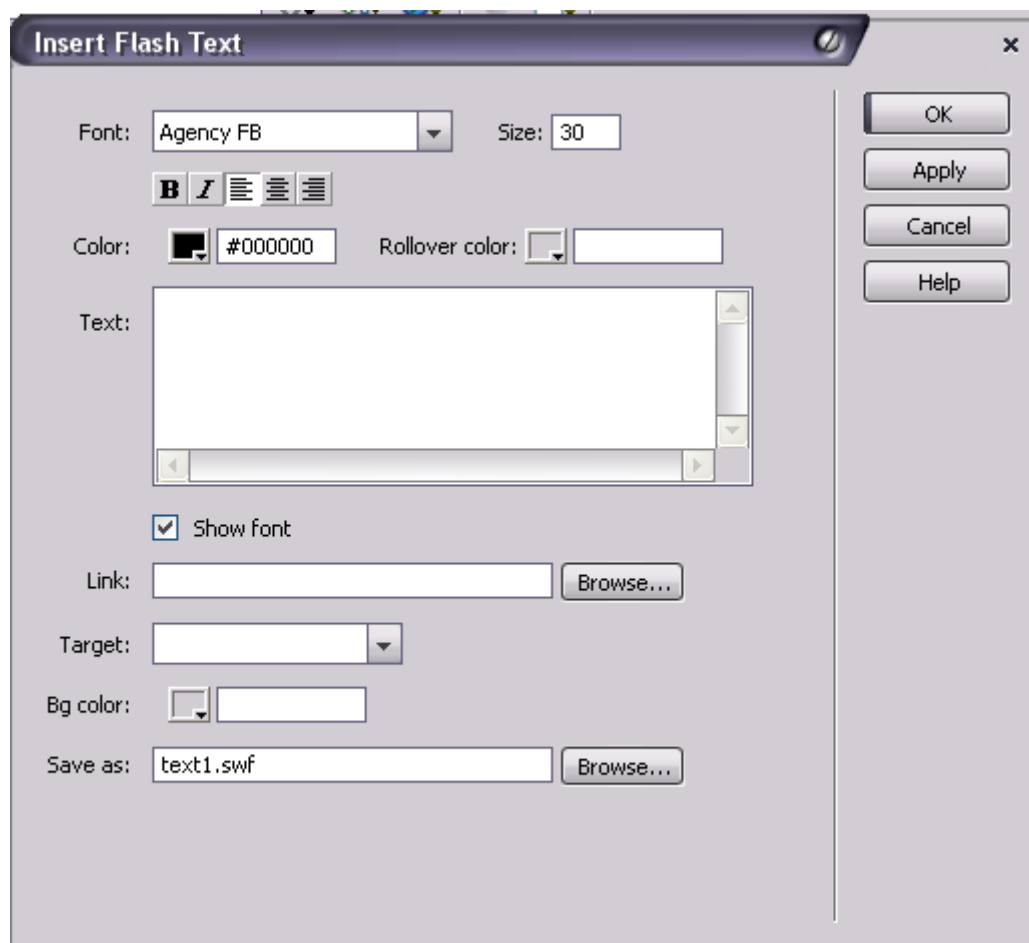 Insert Flash Text
Font: Agency FB Size: 30
B I
Color: #000000 Rollover color:
Text:
Show font
Link: Browse...
Target:
Bg color:
Save as: text1.swf Browse...
OK
Apply
Cancel
Help